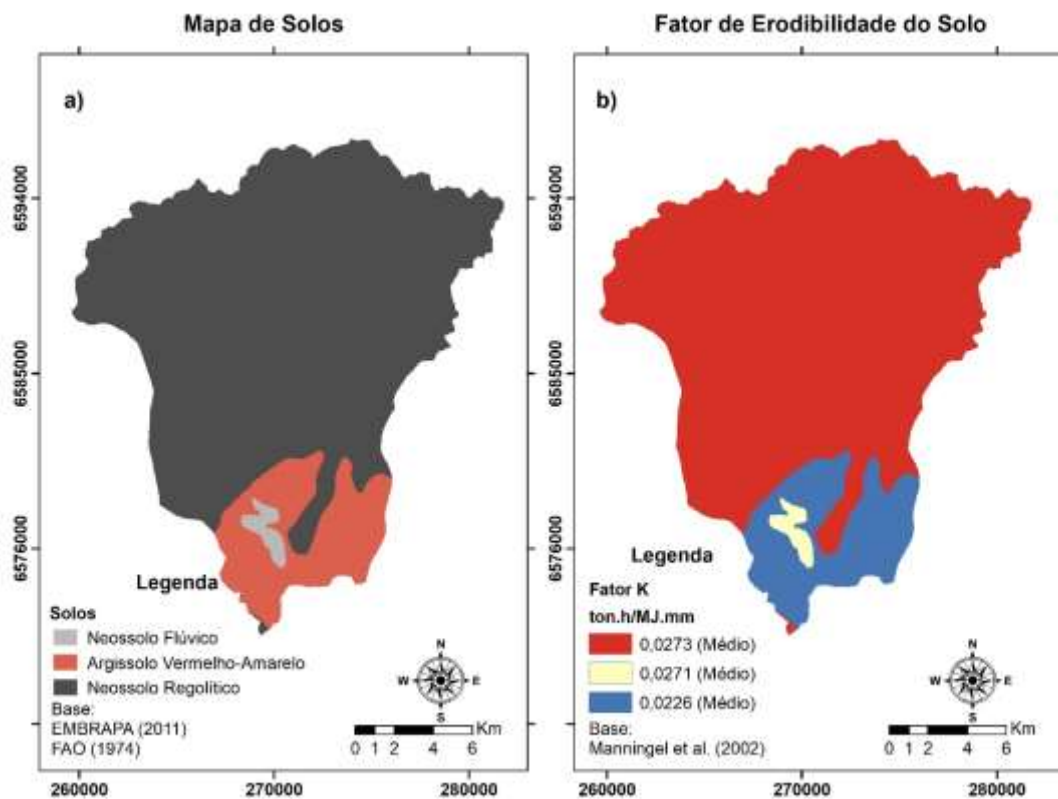 Mapa de Solos
a)
6594000
6585000
6576000
Legenda
Solos
Neossolo Flúvico
Argissolo Vermelho-Amarelo
Neossolo Regolítico
Base:
EMBRAPA (2011)
FAO (1974)
N
W E
S
Km
0 1 2 4 6
260000 270000 280000
Fator de Erodibilidade do Solo
b)
6594000
6585000
6576000
Legenda
Fator K
ton.h/MJ.mm
0,0273 (Médio)
0,0271 (Médio)
0,0226 (Médio)
Base:
Manningel et al. (2002)
N
W E
S
Km
0 1 2 4 6
260000 270000 280000